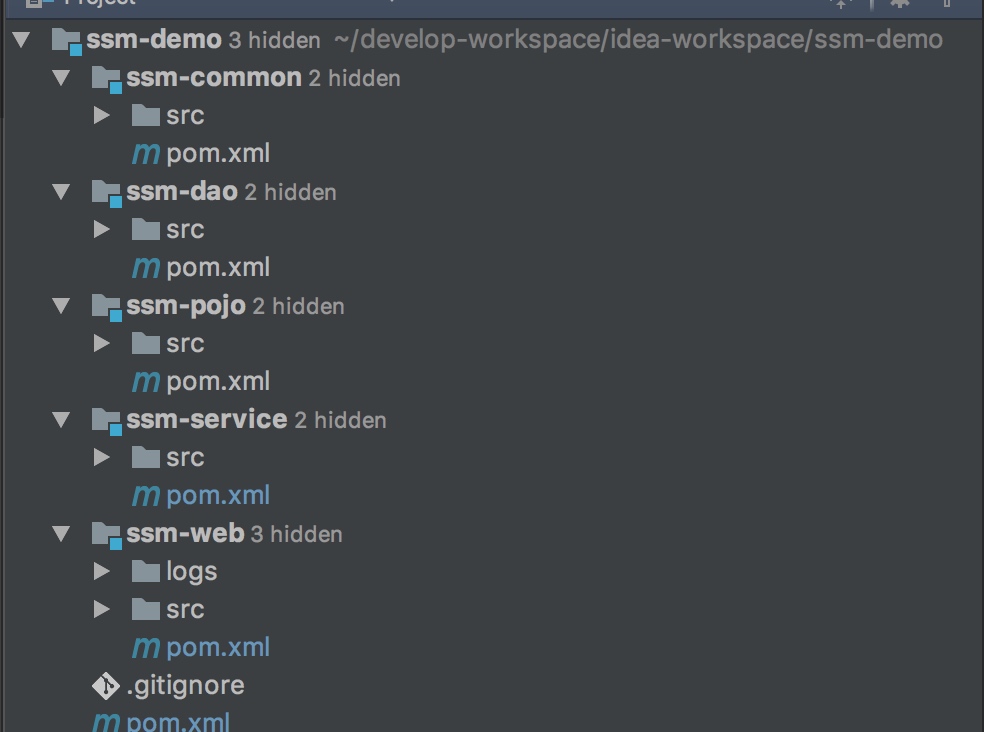 Project
ssm-demo 3 hidden ~/develop-workspace/idea-workspace/ssm-demo
ssm-common 2 hidden
src
pom.xml
ssm-dao 2 hidden
src
pom.xml
ssm-pojo 2 hidden
src
pom.xml
ssm-service 2 hidden
src
pom.xml
ssm-web 3 hidden
logs
src
pom.xml
.gitignore
pom.xml